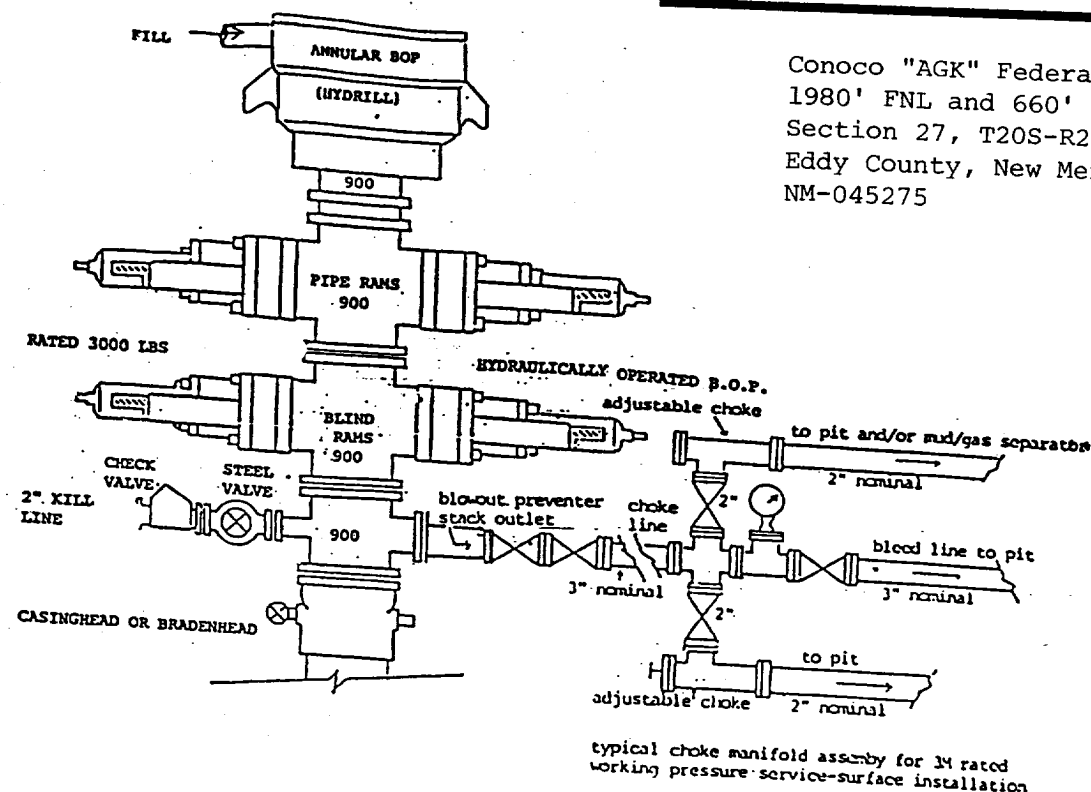 FILL
ANNULAR BOP
(HYDRILL)
Conoco "AGK" Federa
1980' FNL and 660'
Section 27, T20S-R2
Eddy County, New Me
NM-045275
900
PIPE RAMS
900
RATED 3000 LBS
HYDRAULICALLY OPERATED B.O.P.
BLIND
RAMS
900
adjustable choke
to pit and/or mud/gas separator
2" nominal
CHECK
VALVE
STEEL
VALVE
2" KILL
LINE
900
blowout preventer
stack outlet
choke
line
2"
bleed line to pit
3" nominal
3" nominal
CASINGHEAD OR BRADENHEAD
2"
to pit
adjustable choke
2" nominal
typical choke manifold assemby for 3M rated
working pressure service-surface installation